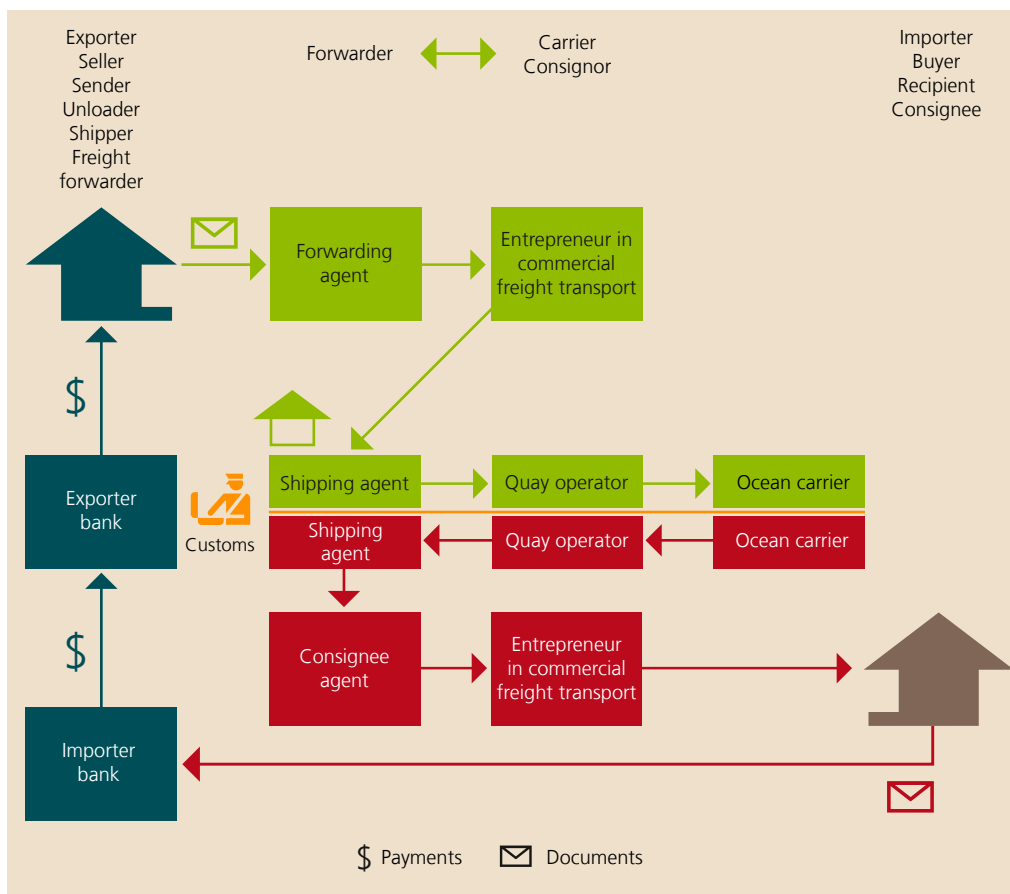 Exporter
Seller
Sender
Unloader
Shipper
Freight
forwarder
Forwarder
Carrier
Consignor
Importer
Buyer
Recipient
Consignee
Forwarding
agent
Entrepreneur in
commercial
freight transport
$
Exporter
bank
Customs
Shipping agent
Quay operator
Ocean carrier
Shipping
agent
Quay operator
Ocean carrier
$
Consignee
agent
Entrepreneur
in commercial
freight transport
Importer
bank
$ Payments
Documents